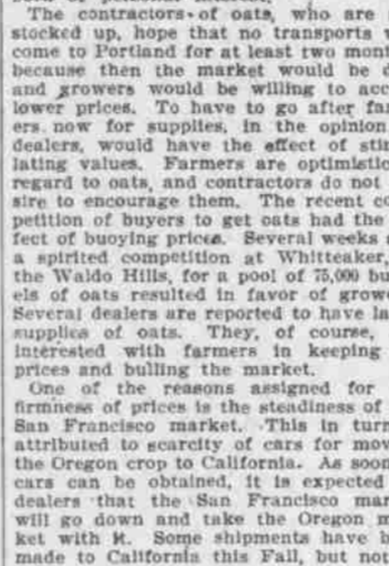 The contractors of oats, who are
stocked up, hope that no transports
come to Portland for at least two mont
because then the market would be d
and growers would be willing to acc
lower prices. To have to go after fa
ers now for supplies, in the opinion
dealers, would have the effect of stim
lating values. Farmers are optimistic
regard to oats, and contractors do not
sire to encourage them. The recent co
petition of buyers to get oats had the
fect of buoying prices. Several weeks
a spirited competition at Whitteaker,
the Waldo Hills, for a pool of 75,000 bu
els of oats resulted in favor of growe
Several dealers are reported to have la
supplies of oats. They, of course,
interested with farmers in keeping
prices and bulling the market.
One of the reasons assigned for
firmness of prices is the steadiness of
San Francisco market. This in turn
attributed to scarcity of cars for mov
the Oregon crop to California. As soon
cars can be obtained, it is expected
dealers that the San Francisco mar
will go down and take the Oregon m
ket with it. Some shipments have b
made to California this Fall, but not